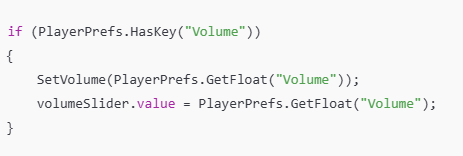 if (PlayerPrefs.HasKey("Volume"))
{
    SetVolume(PlayerPrefs.GetFloat("Volume"));
    volumeSlider.value = PlayerPrefs.GetFloat("Volume");
}